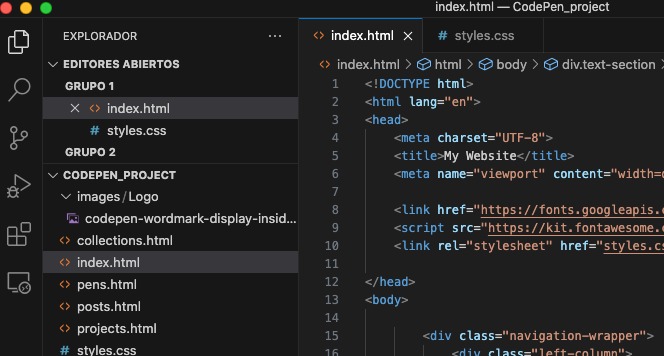 index.html — CodePen_project
EXPLORADOR ...
EDITORES ABIERTOS
GRUPO 1
index.html
styles.css
GRUPO 2
CODEPEN_PROJECT
images/Logo
codepen-wordmark-display-insid...
collections.html
index.html
pens.html
posts.html
projects.html
styles.css
index.html styles.css
index.html > html > body > div.text-section
1 <!DOCTYPE html>
2 <html lang="en">
3 <head>
4 <meta charset="UTF-8">
5 <title>My Website</title>
6 <meta name="viewport" content="width=
7
8 <link href="https://fonts.googleapis.
9 <script src="https://kit.fontawesome.
10 <link rel="stylesheet" href="styles.cs
11
12 </head>
13 <body>
14
15 <div class="navigation-wrapper">
16 <div class="left-column">